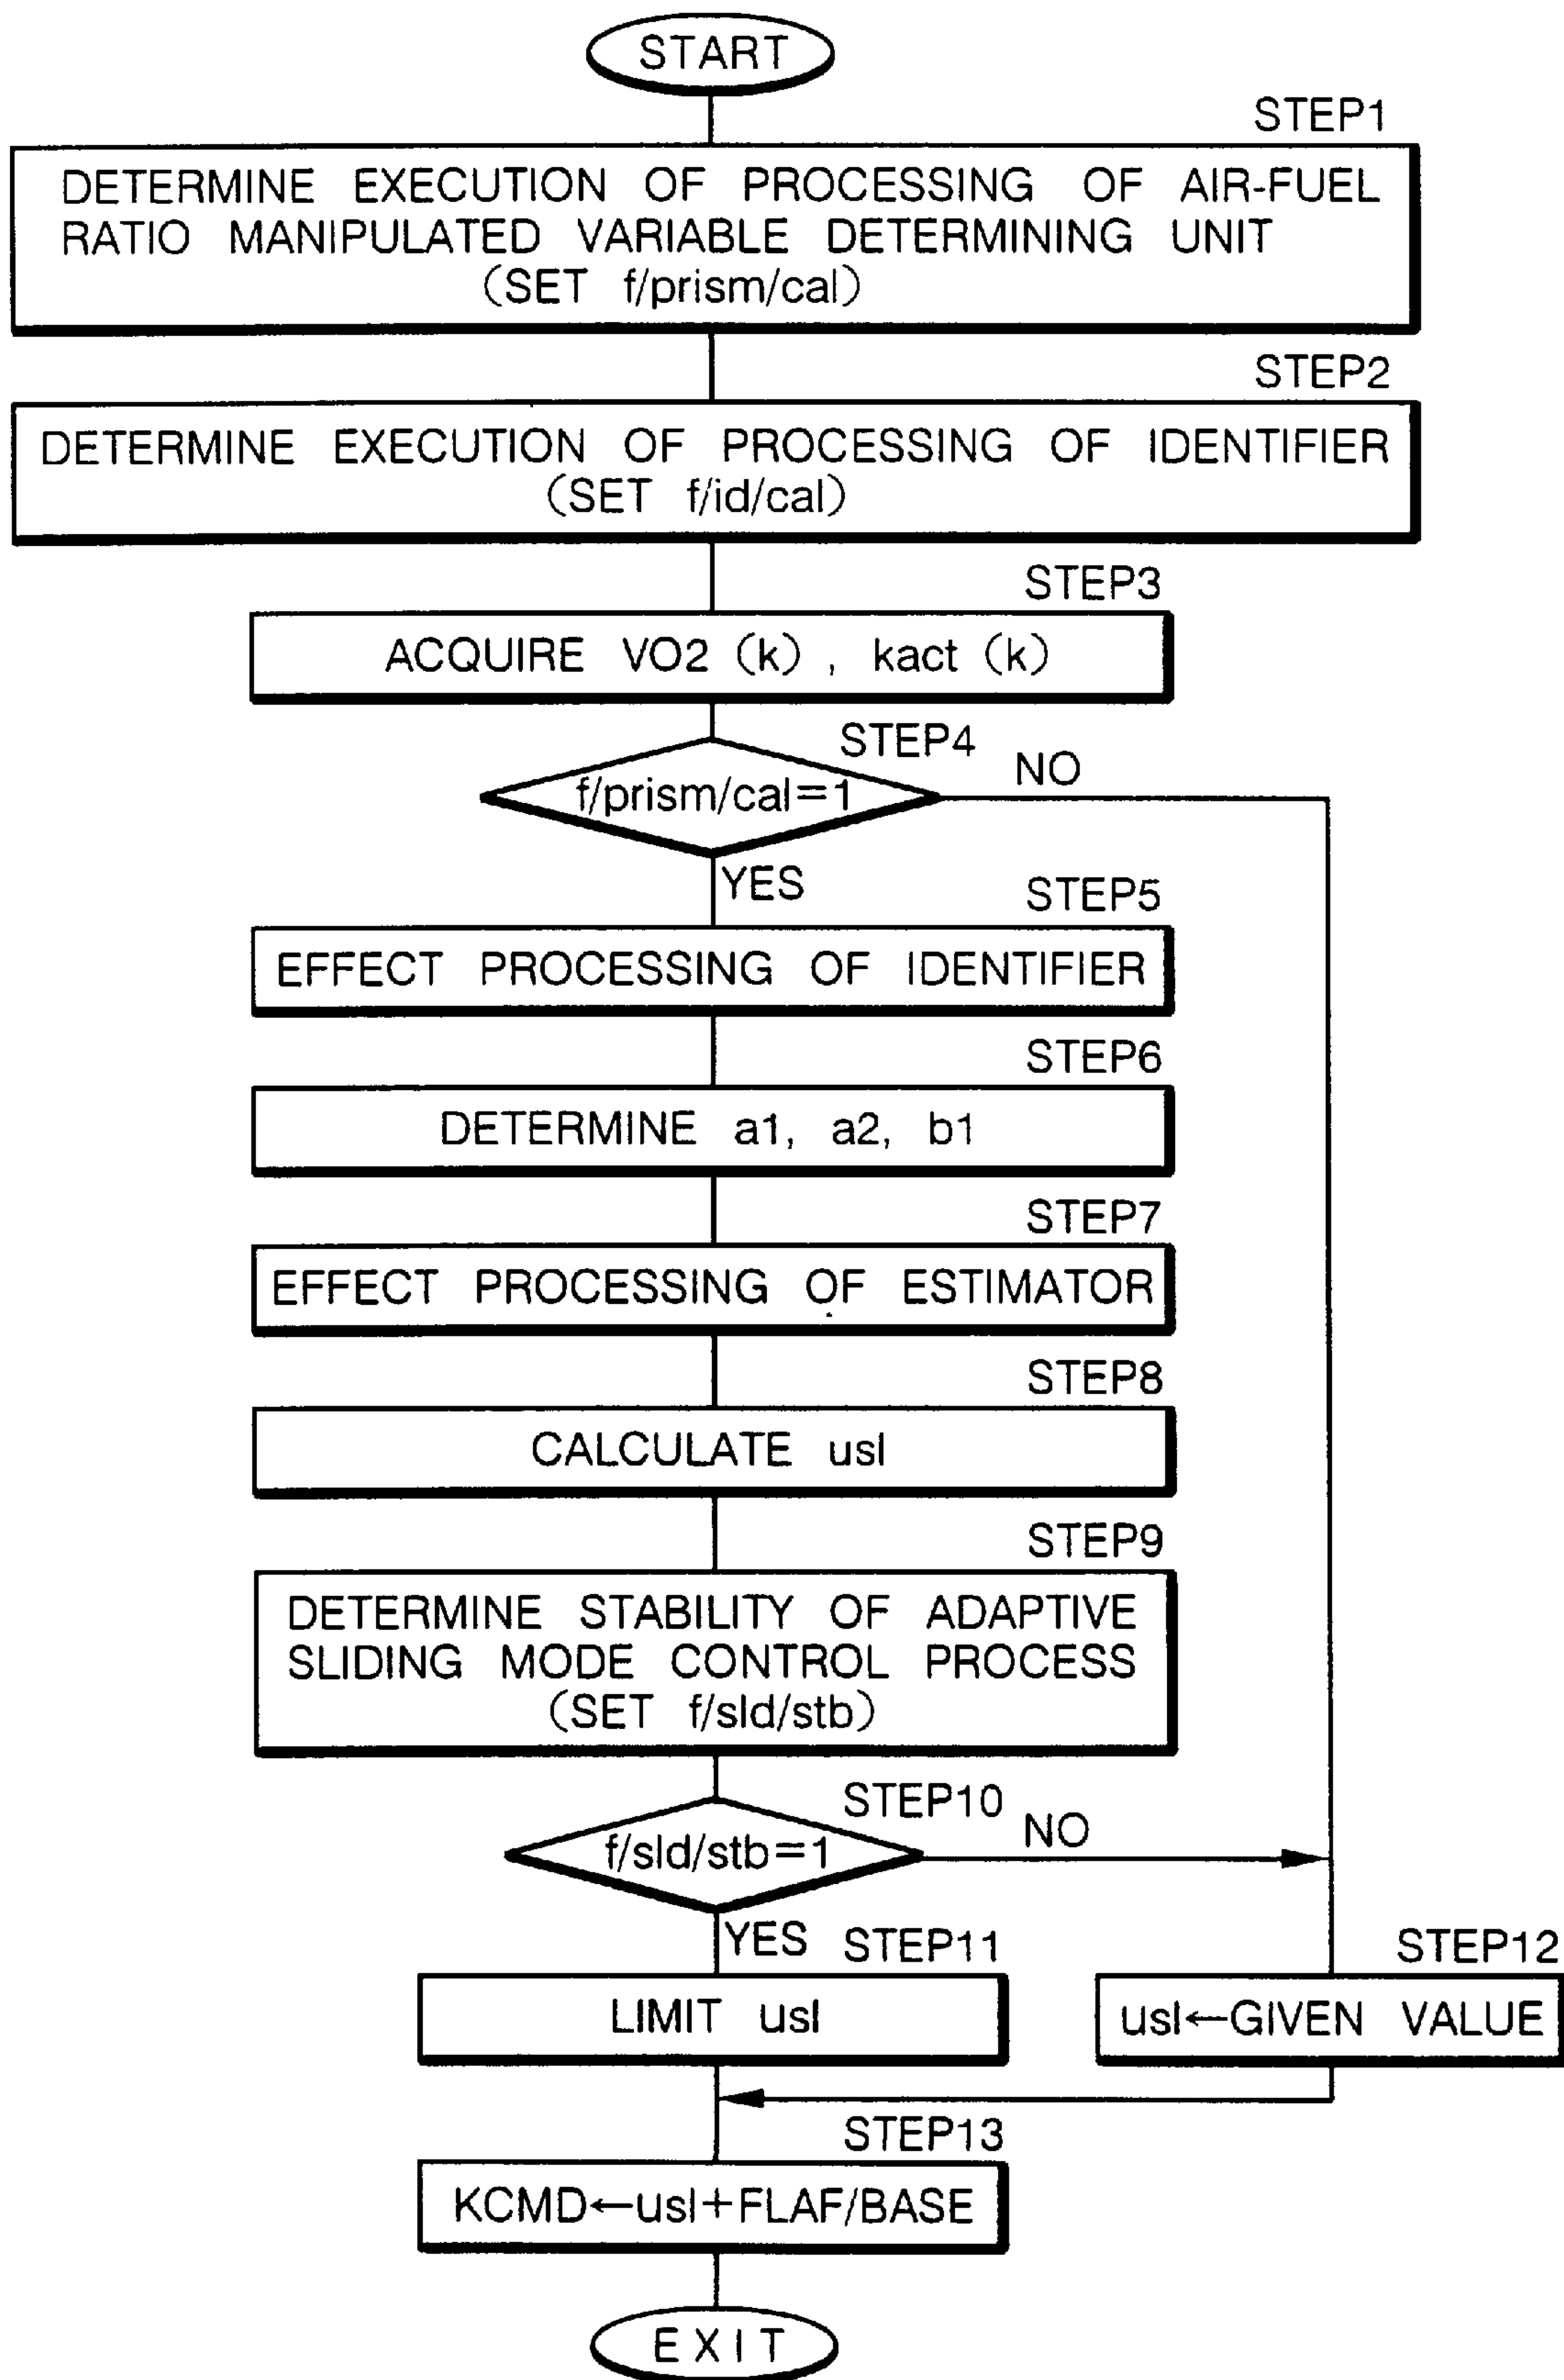 START
STEP1
DETERMINE EXECUTION OF PROCESSING OF AIR-FUEL
RATIO MANIPULATED VARIABLE DETERMINING UNIT
(SET f/prism/cal)
STEP2
DETERMINE EXECUTION OF PROCESSING OF IDENTIFIER
(SET f/id/cal)
STEP3
ACQUIRE VO2 (k) , kact (k)
STEP4
f/prism/cal=1
NO
YES
STEP5
EFFECT PROCESSING OF IDENTIFIER
STEP6
DETERMINE a1, a2, b1
STEP7
EFFECT PROCESSING OF ESTIMATOR
STEP8
CALCULATE usl
STEP9
DETERMINE STABILITY OF ADAPTIVE
SLIDING MODE CONTROL PROCESS
(SET f/sld/stb)
STEP10
f/sld/stb=1
NO
YES
STEP11
LIMIT usl
STEP12
usl←GIVEN VALUE
STEP13
KCMD←usl+FLAF/BASE
EXIT